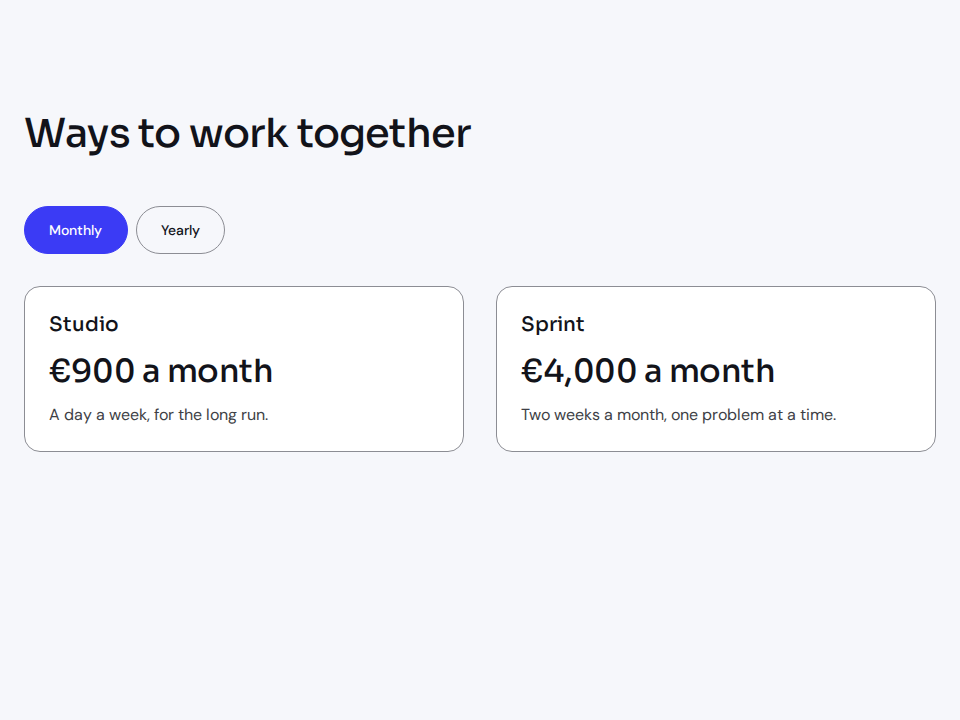 Ways to work together
Monthly
Yearly
Studio
€900 a month
A day a week, for the long run.
Sprint
€4,000 a month
Two weeks a month, one problem at a time.